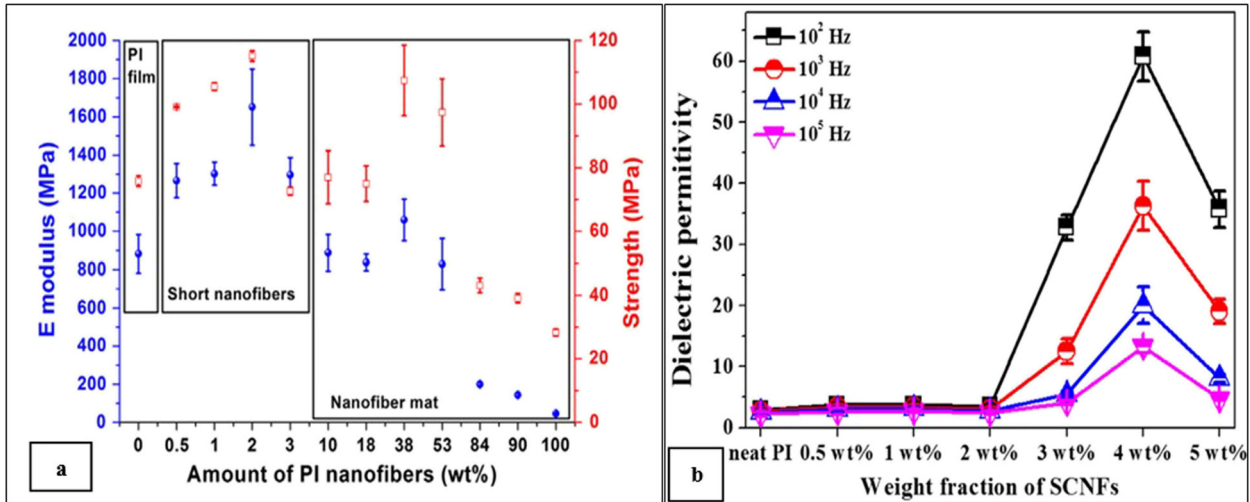 2000
1800
1600
1400
1200
1000
800
600
400
200
0
E modulus (MPa)
PI
film
Short nanofibers
Nanofiber mat
120
100
80
60
40
20
0
Strength (MPa)
0 0.5 1 2 3 10 18 38 53 84 90 100
Amount of PI nanofibers (wt%)
a
Dielectric permitivity
60
50
40
30
20
10
0
10² Hz
10³ Hz
10⁴ Hz
10⁵ Hz
neat PI 0.5 wt% 1 wt% 2 wt% 3 wt% 4 wt% 5 wt%
Weight fraction of SCNFs
b